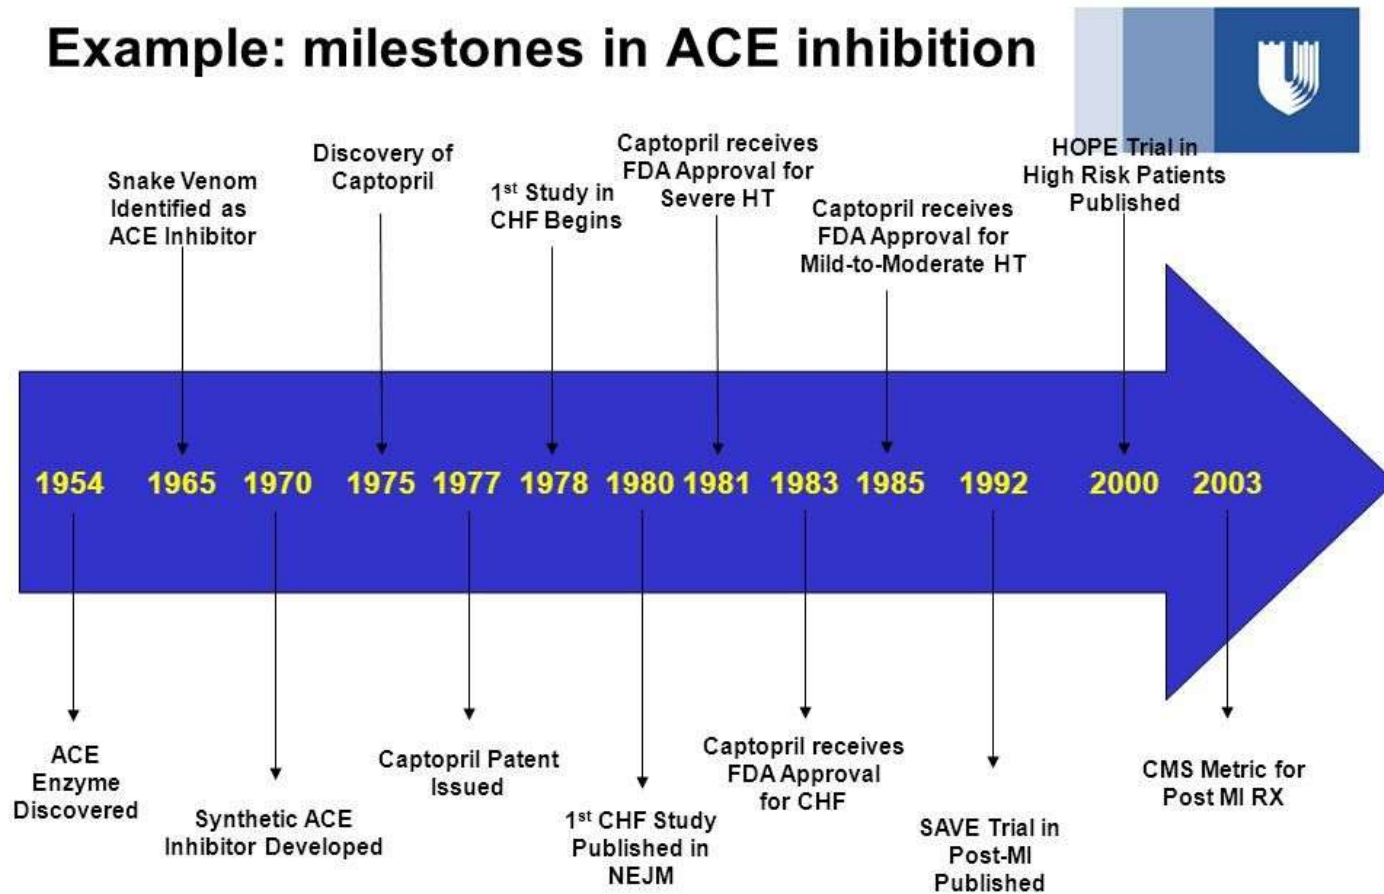 Example: milestones in ACE inhibition
Snake Venom
Identified as
ACE Inhibitor
Discovery of
Captopril
1st Study in
CHF Begins
Captopril receives
FDA Approval for
Severe HT
Captopril receives
FDA Approval for
Mild-to-Moderate HT
HOPE Trial in
High Risk Patients
Published
1954 1965 1970 1975 1977 1978 1980 1981 1983 1985 1992 2000 2003
ACE
Enzyme
Discovered
Synthetic ACE
Inhibitor Developed
Captopril Patent
Issued
1st CHF Study
Published in
NEJM
Captopril receives
FDA Approval
for CHF
SAVE Trial in
Post-MI
Published
CMS Metric for
Post MI RX